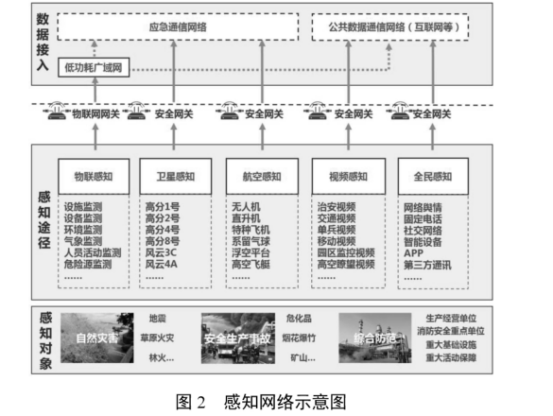 数据接入
应急通信网络
公共数据通信网络（互联网等）
低功耗广域网
物联网网关
安全网关
安全网关
安全网关
安全网关
感知途径
物联感知
设施监测
设备监测
环境监测
气象监测
人员活动监测
危险源监测
……
卫星感知
高分1号
高分2号
高分4号
高分8号
风云3C
风云4A
……
航空感知
无人机
直升机
特种飞机
系留气球
浮空平台
高空飞艇
……
视频感知
治安视频
交通视频
单兵视频
移动视频
园区监控视频
高空瞭望视频
……
全民感知
网络舆情
固定电话
社交网络
智能设备
APP
第三方通讯
……
感知对象
自然灾害
地震
草原火灾
林火...
安全生产事故
危化品
烟花爆竹
矿山...
综合防范
生产经营单位
消防安全重点单位
重大基础设施
重大活动保障
图 2 感知网络示意图